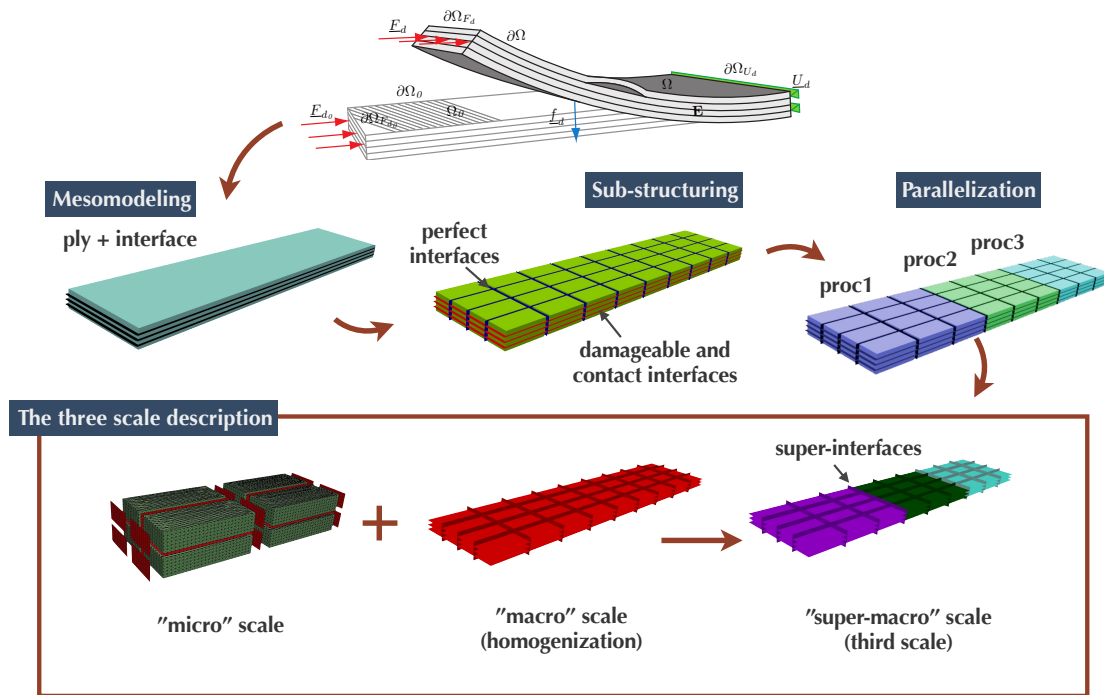 ∂Ω_{F_d}
F_d
∂Ω
∂Ω_{U_d}
U_d
Ω
E
∂Ω_0
F_{d_0}
Ω_0
∂Ω_{F_{d_0}}
f_d
Mesomodeling
ply + interface
Sub-structuring
perfect
interfaces
damageable and
contact interfaces
Parallelization
proc3
proc2
proc1
The three scale description
super-interfaces
+
"micro" scale
"macro" scale
(homogenization)
"super-macro" scale
(third scale)